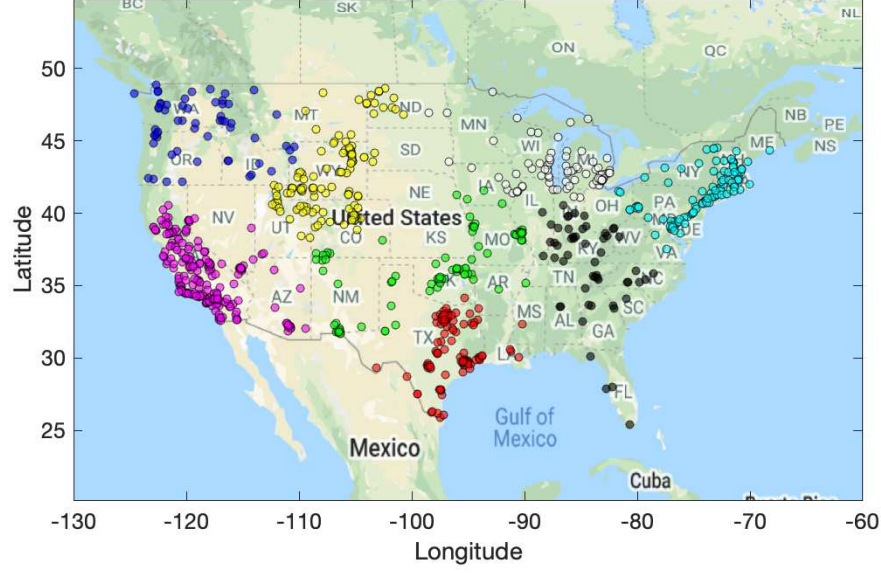 BC
SK
NL
ON
QC
50
WA
MT
ND
MN
NB
PE
ME
NS
45
OR
ID
WY
SD
WI
MI
NY
NE
IA
IL
OH
PA
40
NV
UT
United States
CO
KS
MO
KY
WV
DE
VA
35
AZ
NM
OK
AR
TN
NC
SC
MS
AL
GA
30
TX
LA
FL
25
Gulf of
Mexico
Mexico
Cuba
-130
-120
-110
-100
-90
-80
-70
-60
Longitude
Latitude